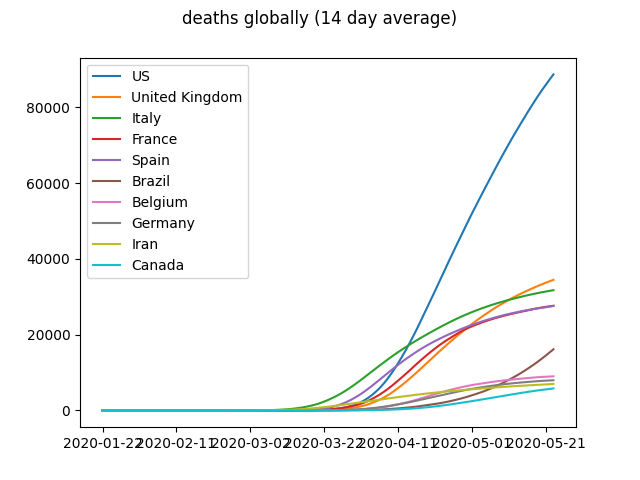 deaths globally (14 day average)
US
United Kingdom
Italy
France
Spain
Brazil
Belgium
Germany
Iran
Canada
80000
60000
40000
20000
0
2020-01-22 2020-02-11 2020-03-02 2020-03-22 2020-04-11 2020-05-01 2020-05-21